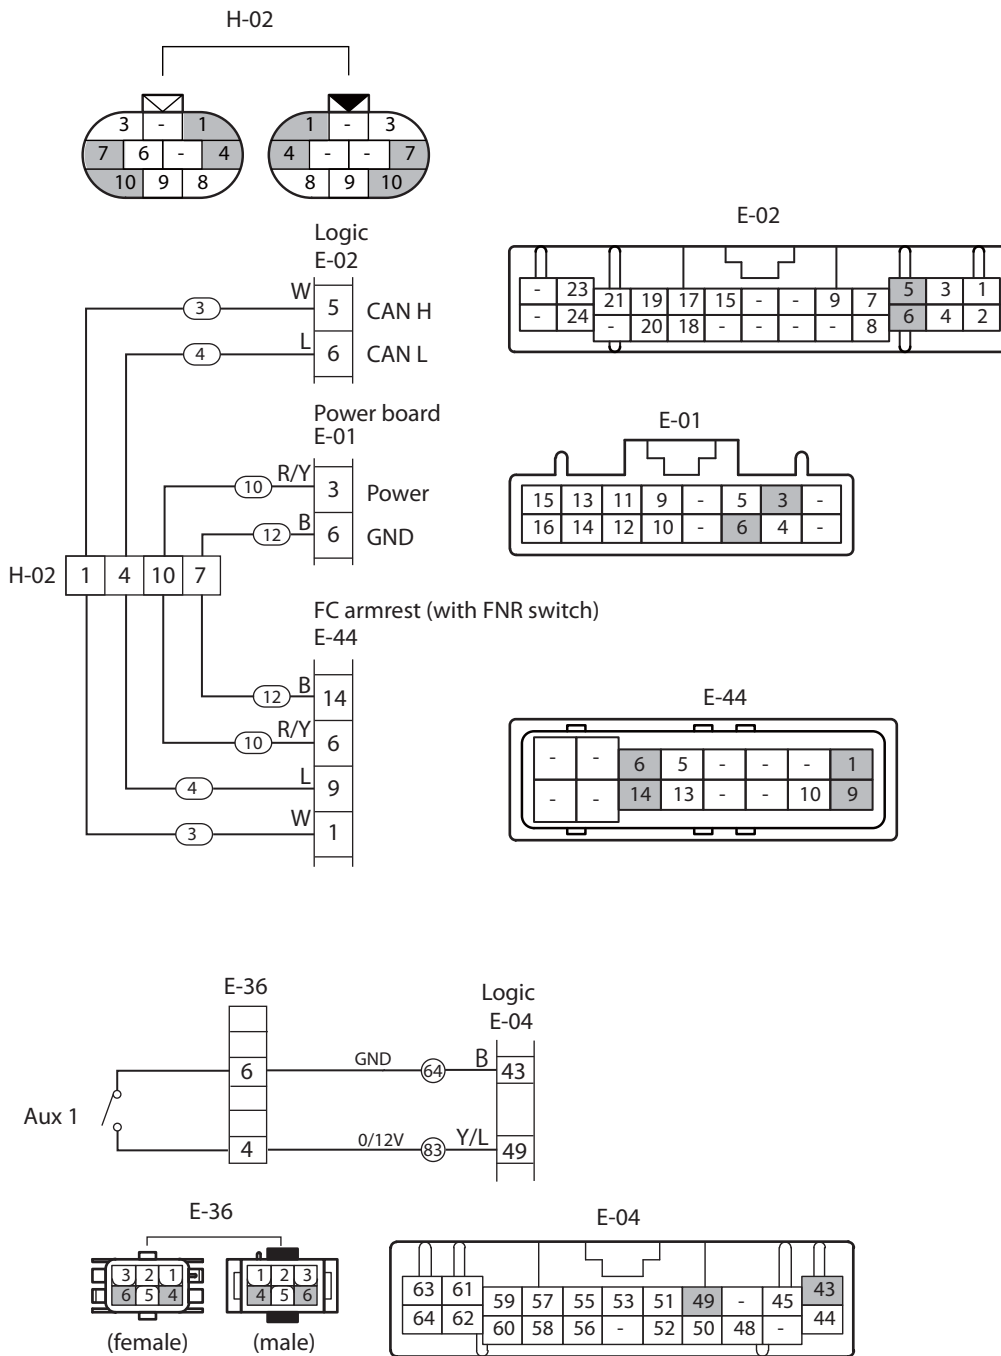 H-02
3 - 1 1 - 3
7 6 - 4 4 - - 7
10 9 8 8 9 10
Logic
E-02
W 5 CAN H
3
L 6 CAN L
4
E-02
- 23 21 19 17 15 - - 9 7 5 3 1
- 24 - 20 18 - - - - 8 6 4 2
Power board
E-01
R/Y 3 Power
10
B 6 GND
12
E-01
15 13 11 9 - 5 3 -
16 14 12 10 - 6 4 -
H-02 1 4 10 7
FC armrest (with FNR switch)
E-44
12 B 14
10 R/Y 6
4 L 9
3 W 1
E-44
- - 6 5 - - - 1
- - 14 13 - - 10 9
E-36
Logic
E-04
6 GND 64 B 43
Aux 1
4 0/12V 83 Y/L 49
E-36
3 2 1 1 2 3
6 5 4 4 5 6
(female) (male)
E-04
63 61 59 57 55 53 51 49 - 45 43
64 62 60 58 56 - 52 50 48 - 44